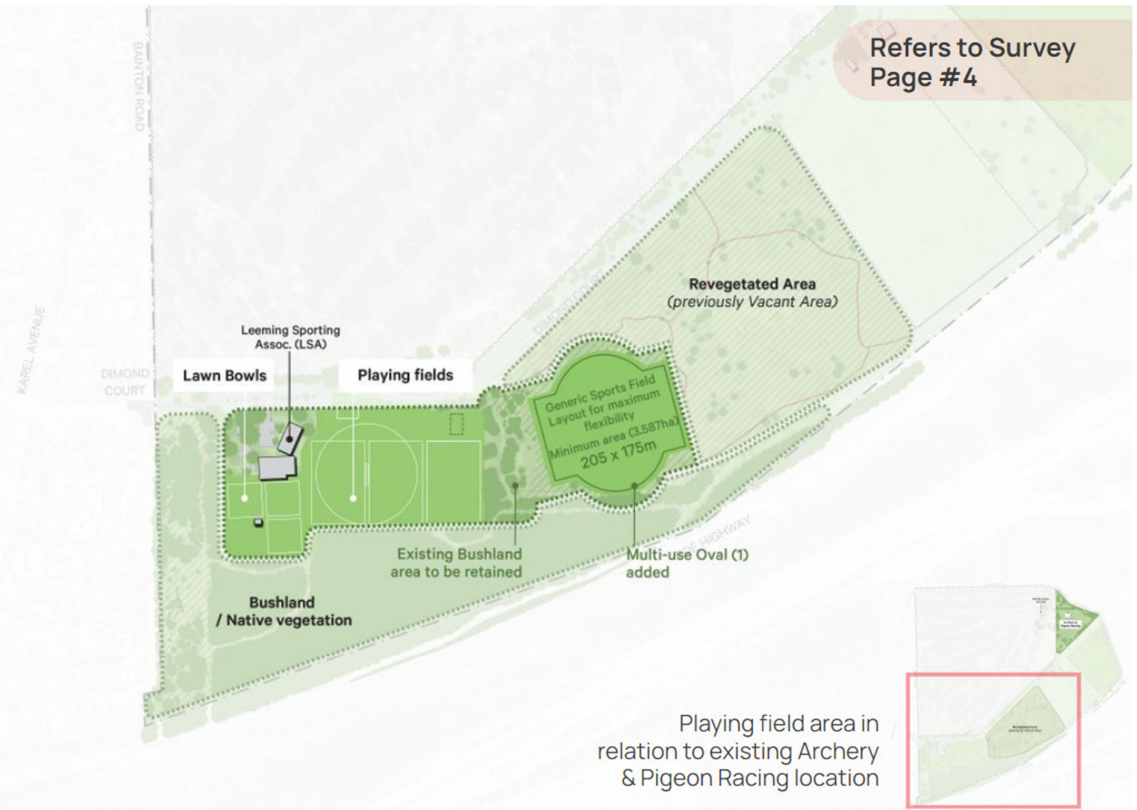 Refers to Survey
Page #4
BAINTON ROAD
KAREL AVENUE
DIMOND
COURT
Leeming Sporting
Assoc. (LSA)
Lawn Bowls
Playing fields
Revegetated Area
(previously Vacant Area)
Generic Sports Field
Layout for maximum
flexibility
Minimum area (3.587ha)
205 x 175m
Existing Bushland
area to be retained
Multi-use Oval (1)
added
HIGHWAY
Bushland
/ Native vegetation
Playing field area in
relation to existing Archery
& Pigeon Racing location